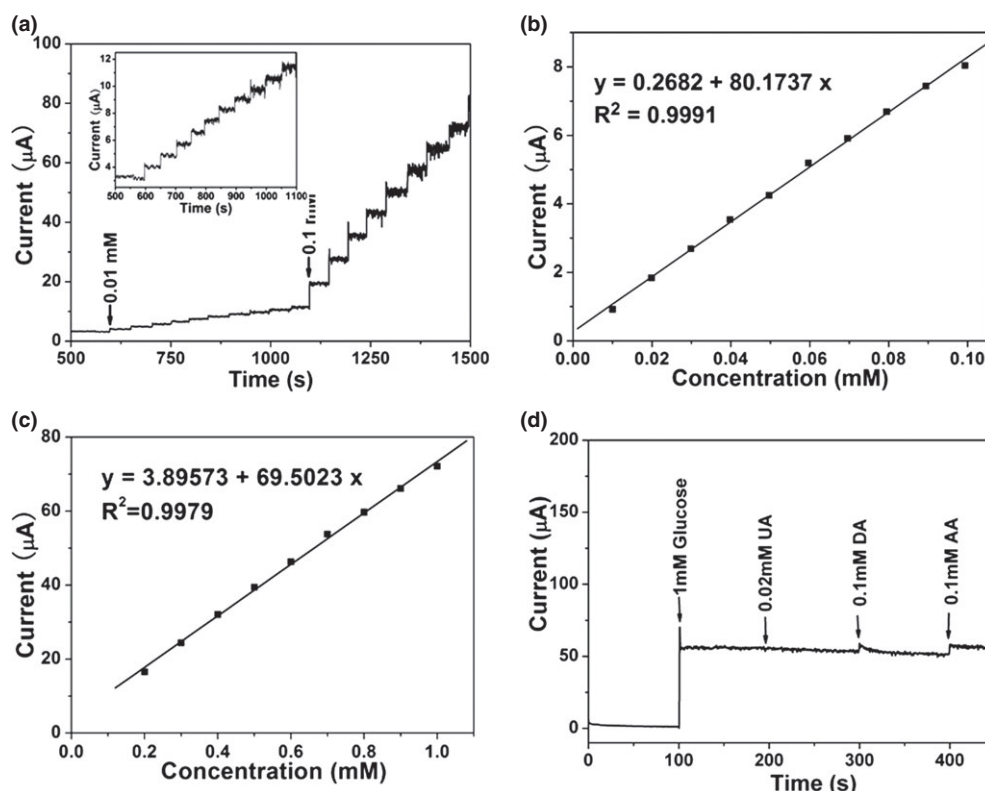 (a)
100
80
60
40
20
0
Current (μA)
500
750
1000
1250
1500
Time (s)
0.01 mM
0.1 mM
12
10
8
6
4
Current (μA)
500 600 700 800 900 1000 1100
Time (s)
(b)
8
6
4
2
0
Current (μA)
y = 0.2682 + 80.1737 x
R² = 0.9991
0.00 0.02 0.04 0.06 0.08 0.10
Concentration (mM)
(c)
80
60
40
20
0
Current (μA)
y = 3.89573 + 69.5023 x
R²=0.9979
0.0 0.2 0.4 0.6 0.8 1.0
Concentration (mM)
(d)
200
150
100
50
0
Current (μA)
1mM Glucose
0.02mM UA
0.1mM DA
0.1mM AA
0 100 200 300 400
Time (s)